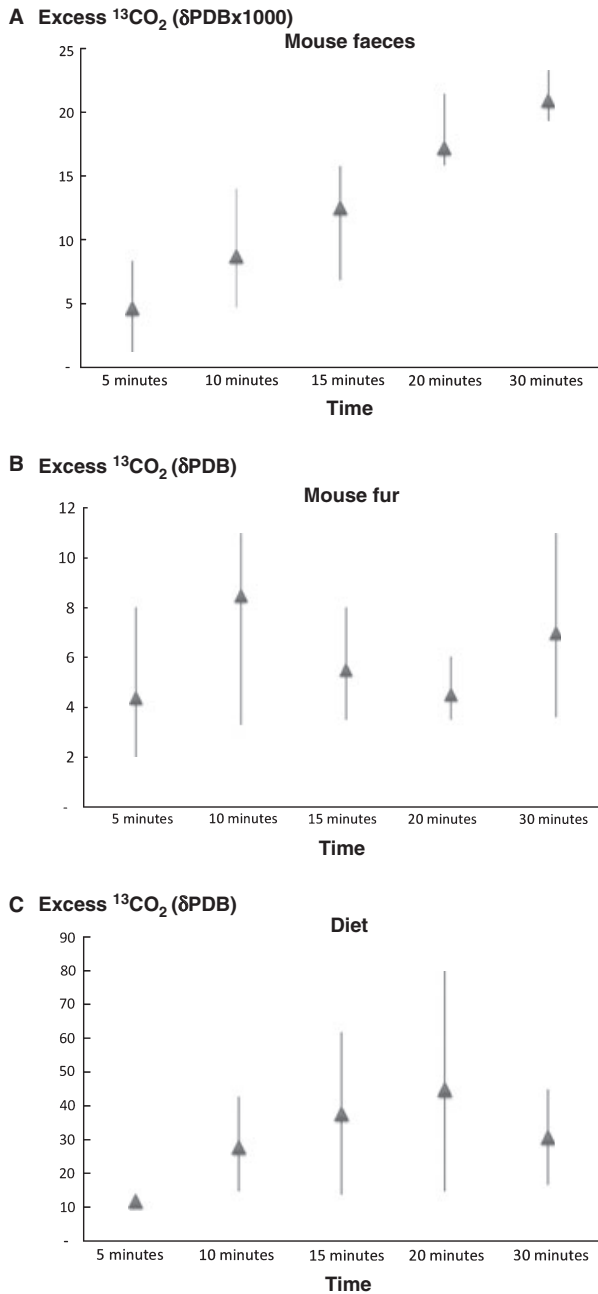 A Excess ¹³CO₂ (δPDBx1000)
Mouse faeces
25
20
15
10
5
-
5 minutes 10 minutes 15 minutes 20 minutes 30 minutes
Time
B Excess ¹³CO₂ (δPDB)
Mouse fur
12
10
8
6
4
2
-
5 minutes 10 minutes 15 minutes 20 minutes 30 minutes
Time
C Excess ¹³CO₂ (δPDB)
Diet
90
80
70
60
50
40
30
20
10
-
5 minutes 10 minutes 15 minutes 20 minutes 30 minutes
Time